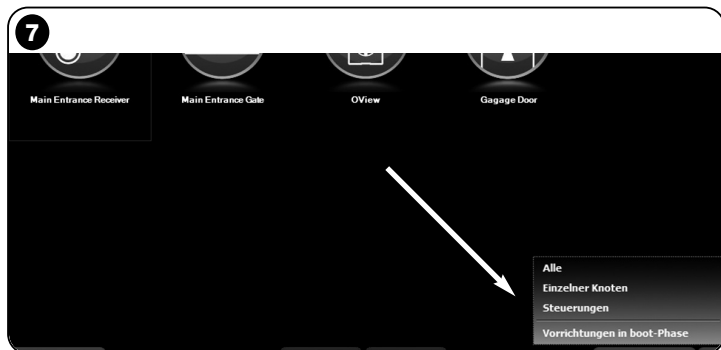 7
Main Entrance Receiver Main Entrance Gate OView Gagage Door
Alle
Einzelner Knoten
Steuerungen
Vorrichtungen in boot-Phase